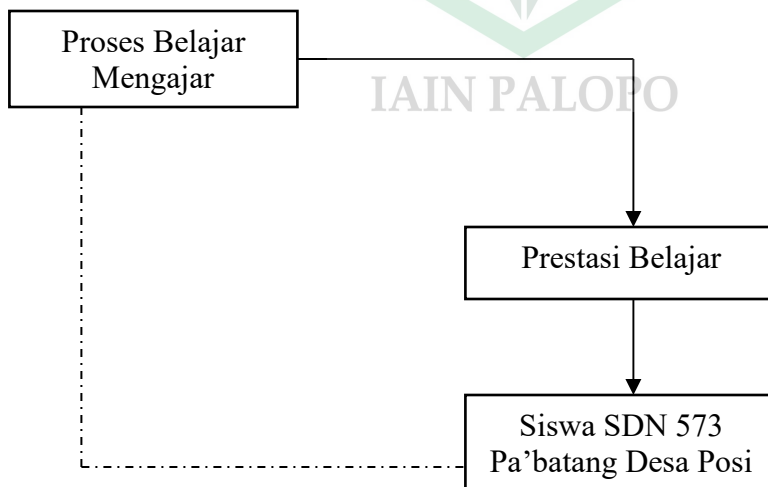 Proses Belajar
Mengajar
IAIN PALOPO
Prestasi Belajar
Siswa SDN 573
Pa’batang Desa Posi